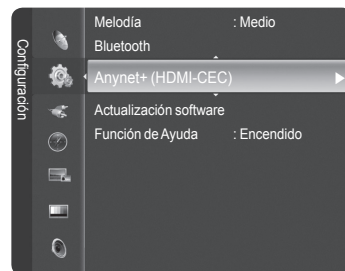 Configuración
Melodía : Medio
Bluetooth
Anynet+ (HDMI-CEC)
Actualización software
Función de Ayuda : Encendido